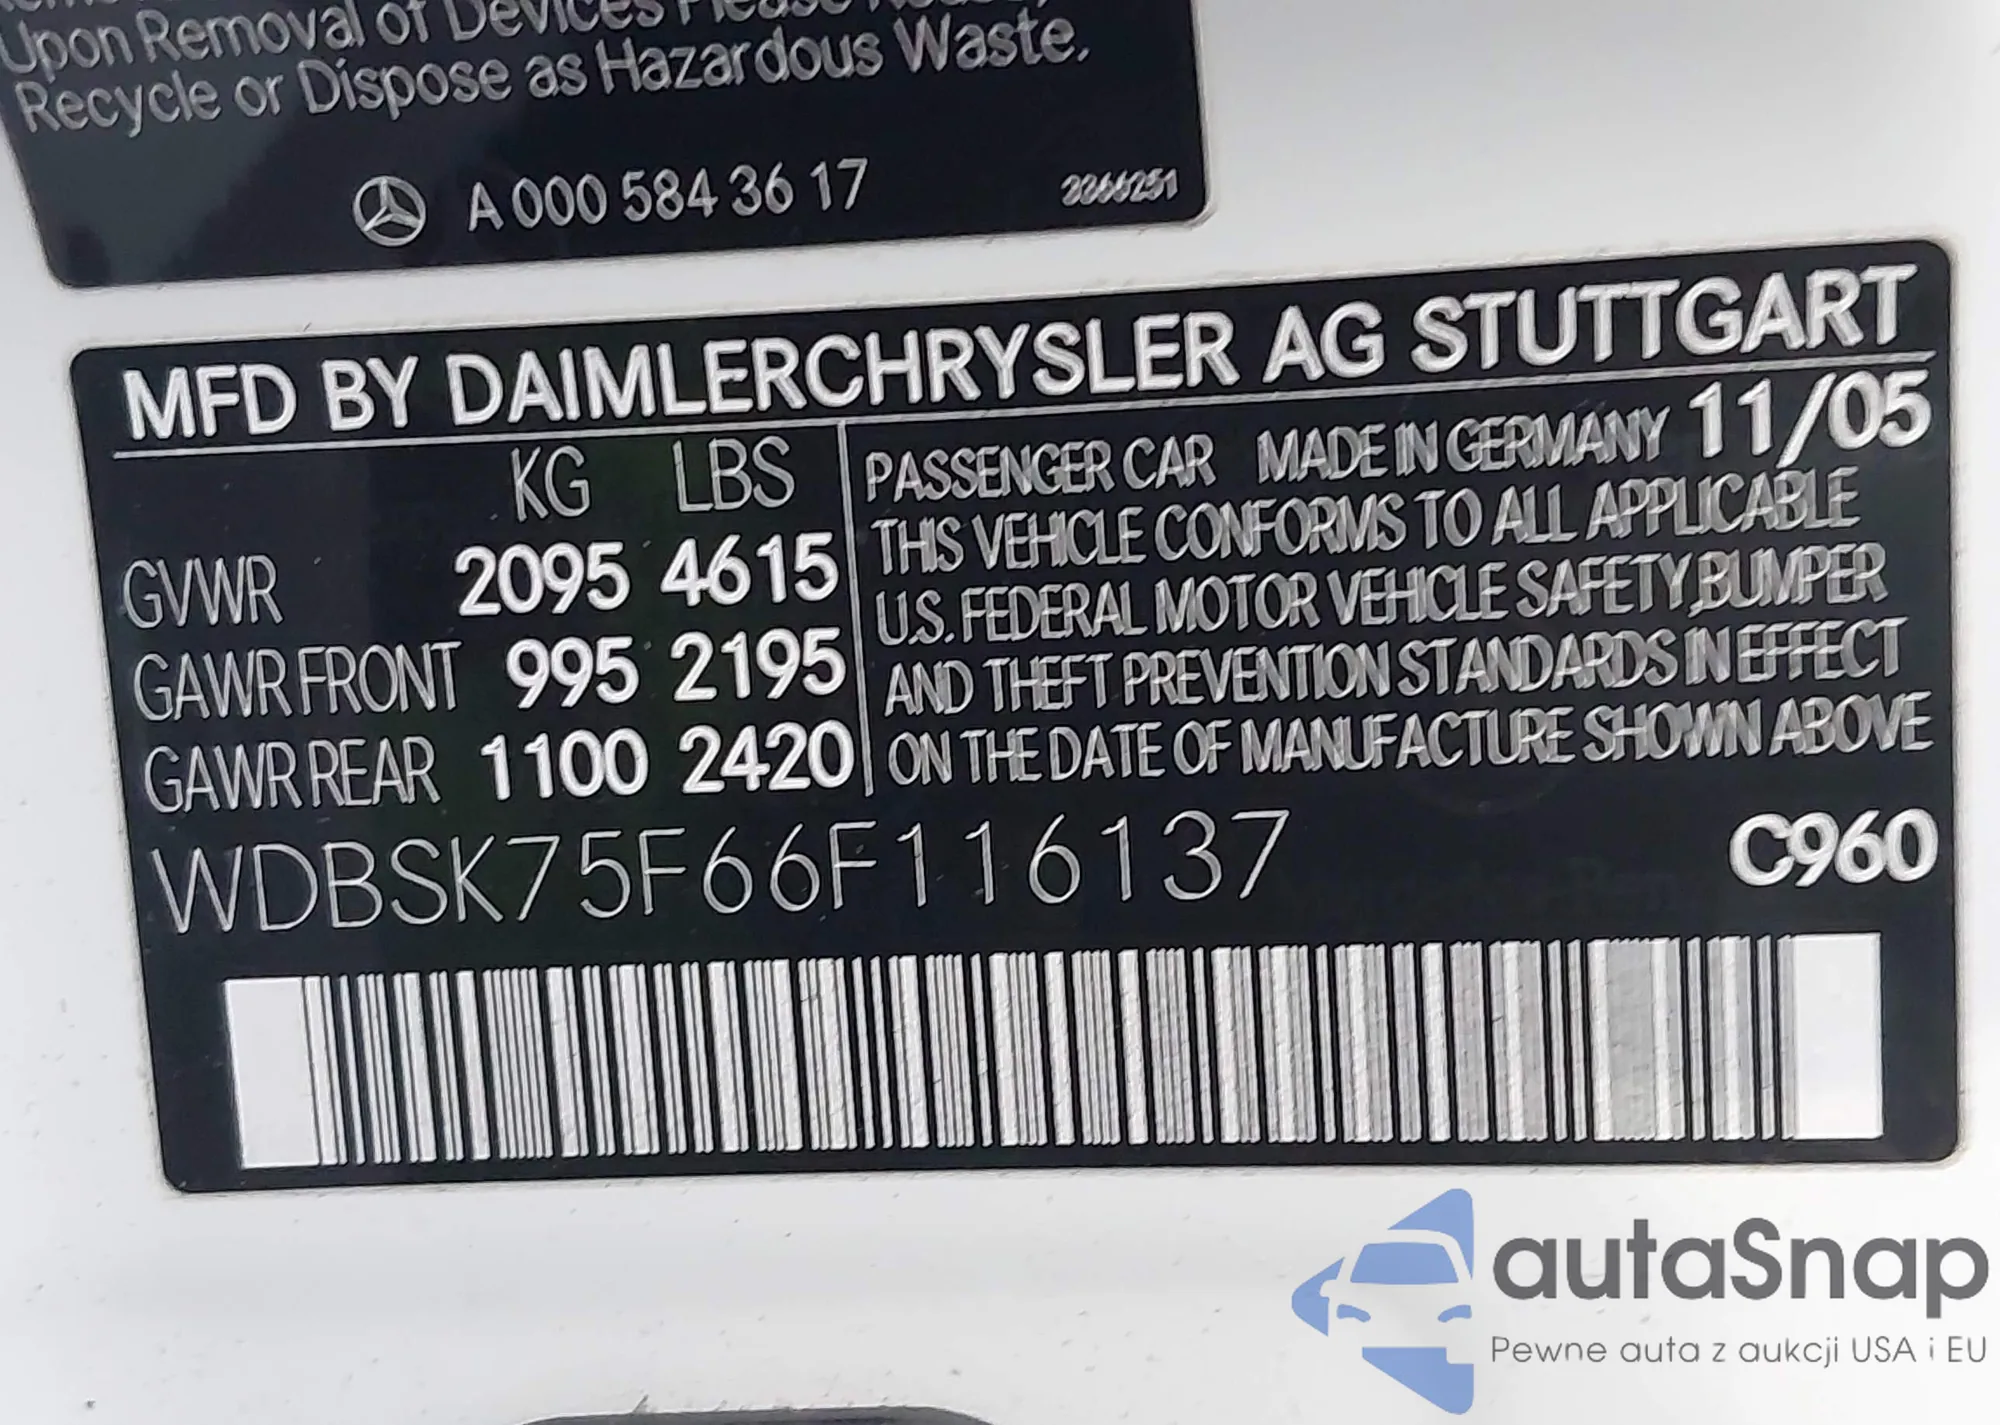 Upon Removal of Devices Please
Recycle or Dispose as Hazardous Waste.
A 000 584 36 17
2266251
MFD BY DAIMLERCHRYSLER AG STUTTGART
KG LBS
GVWR 2095 4615
GAWR FRONT 995 2195
GAWR REAR 1100 2420
PASSENGER CAR MADE IN GERMANY 11/05
THIS VEHICLE CONFORMS TO ALL APPLICABLE
U.S. FEDERAL MOTOR VEHICLE SAFETY, BUMPER
AND THEFT PREVENTION STANDARDS IN EFFECT
ON THE DATE OF MANUFACTURE SHOWN ABOVE
WDBSK75F66F116137 C960
autaSnap
Pewne auta z aukcji USA i EU